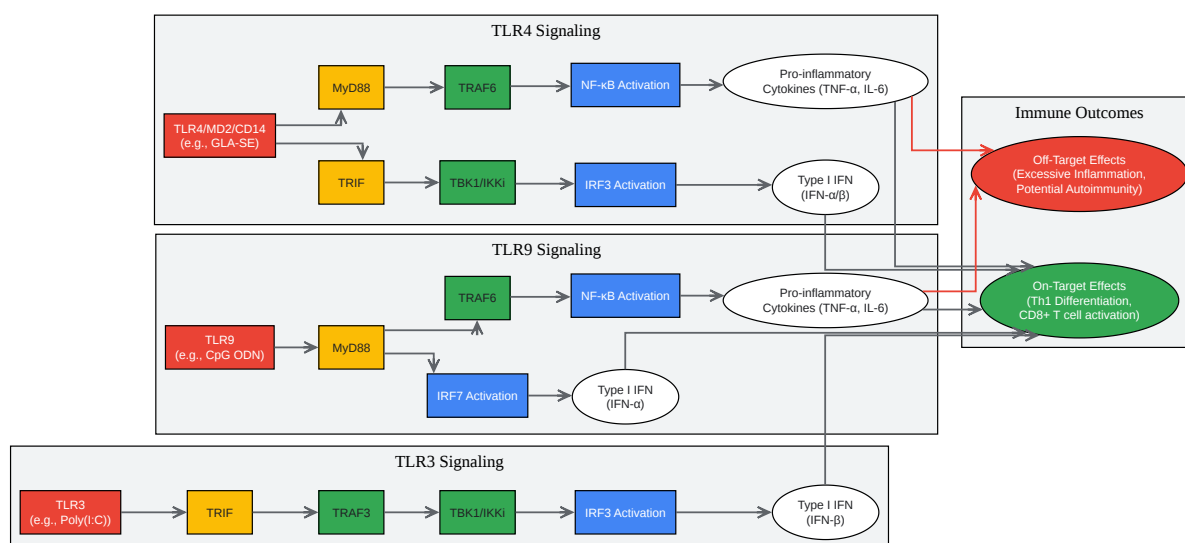 TLR4 Signaling
MyD88
TRAF6
NF-κB Activation
Pro-inflammatory
Cytokines (TNF-α, IL-6)
TLR4/MD2/CD14
(e.g., GLA-SE)
TRIF
TBK1/IKKi
IRF3 Activation
Type I IFN
(IFN-α/β)
Immune Outcomes
Off-Target Effects
(Excessive Inflammation,
Potential Autoimmunity)
On-Target Effects
(Th1 Differentiation,
CD8+ T cell activation)
TLR9 Signaling
TRAF6
NF-κB Activation
Pro-inflammatory
Cytokines (TNF-α, IL-6)
TLR9
(e.g., CpG ODN)
MyD88
IRF7 Activation
Type I IFN
(IFN-α)
TLR3 Signaling
TLR3
(e.g., Poly(I:C))
TRIF
TRAF3
TBK1/IKKi
IRF3 Activation
Type I IFN
(IFN-β)